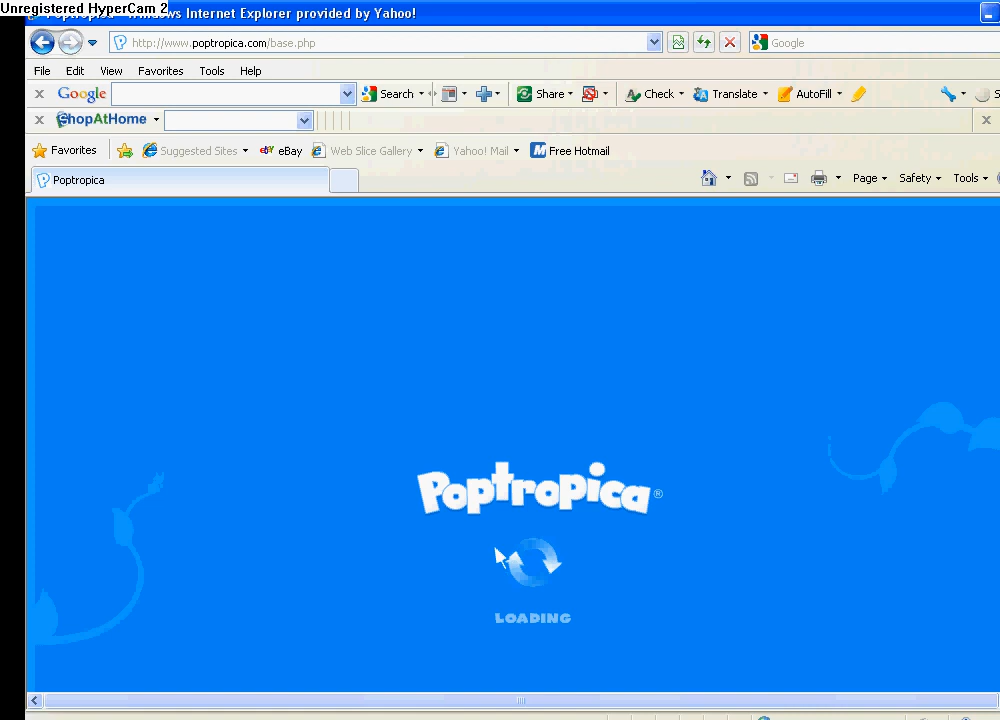 Unregistered HyperCam 2
Poptropica - Windows Internet Explorer provided by Yahoo!
http://www.poptropica.com/base.php
Google
File Edit View Favorites Tools Help
Google Search Share Check Translate AutoFill
ShopAtHome
Favorites Suggested Sites eBay Web Slice Gallery Yahoo! Mail Free Hotmail
Poptropica Page Safety Tools
Poptropica®
LOADING